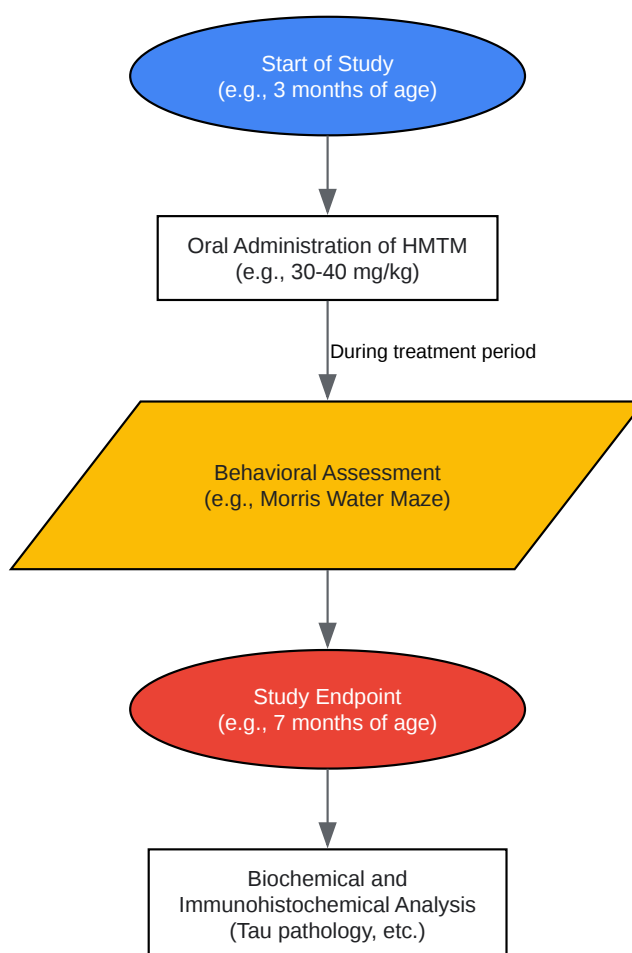 Start of Study
(e.g., 3 months of age)
Oral Administration of HMTM
(e.g., 30-40 mg/kg)
During treatment period
Behavioral Assessment
(e.g., Morris Water Maze)
Study Endpoint
(e.g., 7 months of age)
Biochemical and
Immunohistochemical Analysis
(Tau pathology, etc.)